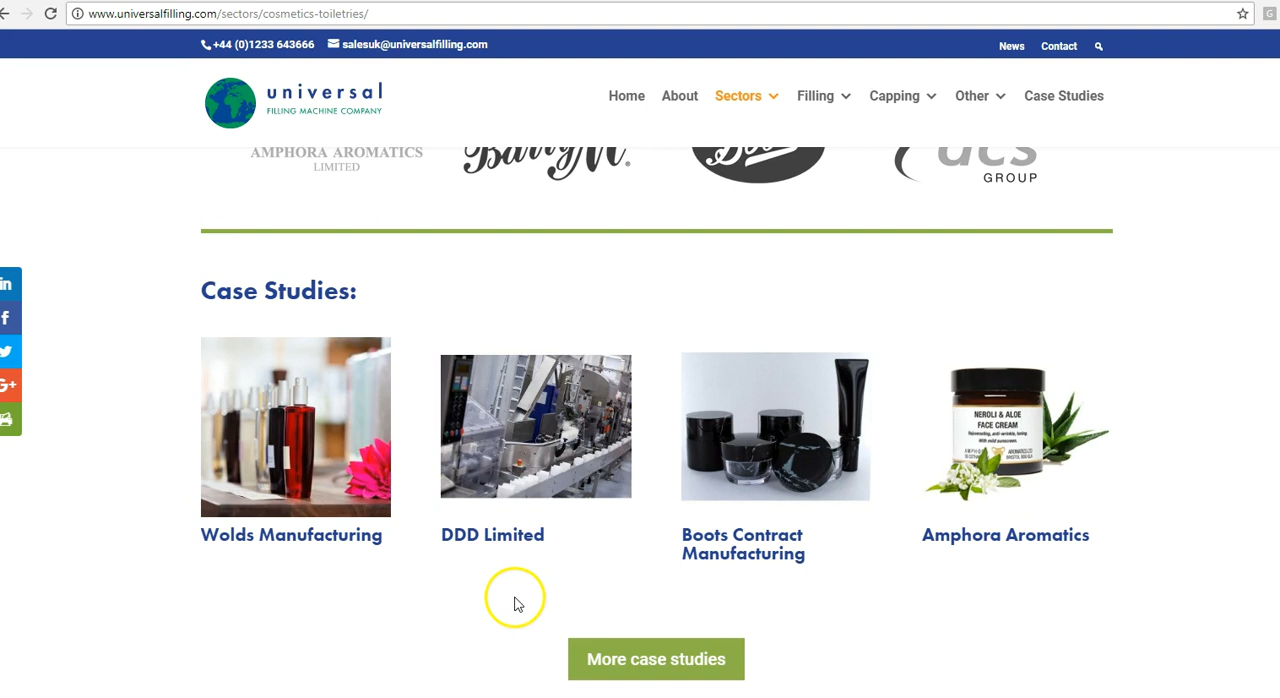 www.universalfilling.com/sectors/cosmetics-toiletries/
+44 (0)1233 643666 salesuk@universalfilling.com News Contact
universal
FILLING MACHINE COMPANY
Home About Sectors Filling Capping Other Case Studies
AMPHORA AROMATICS
LIMITED
Barry M.
GROUP
Case Studies:
in
f
G+
NEROLI & ALOE
FACE CREAM
Wolds Manufacturing
DDD Limited
Boots Contract
Manufacturing
Amphora Aromatics
More case studies